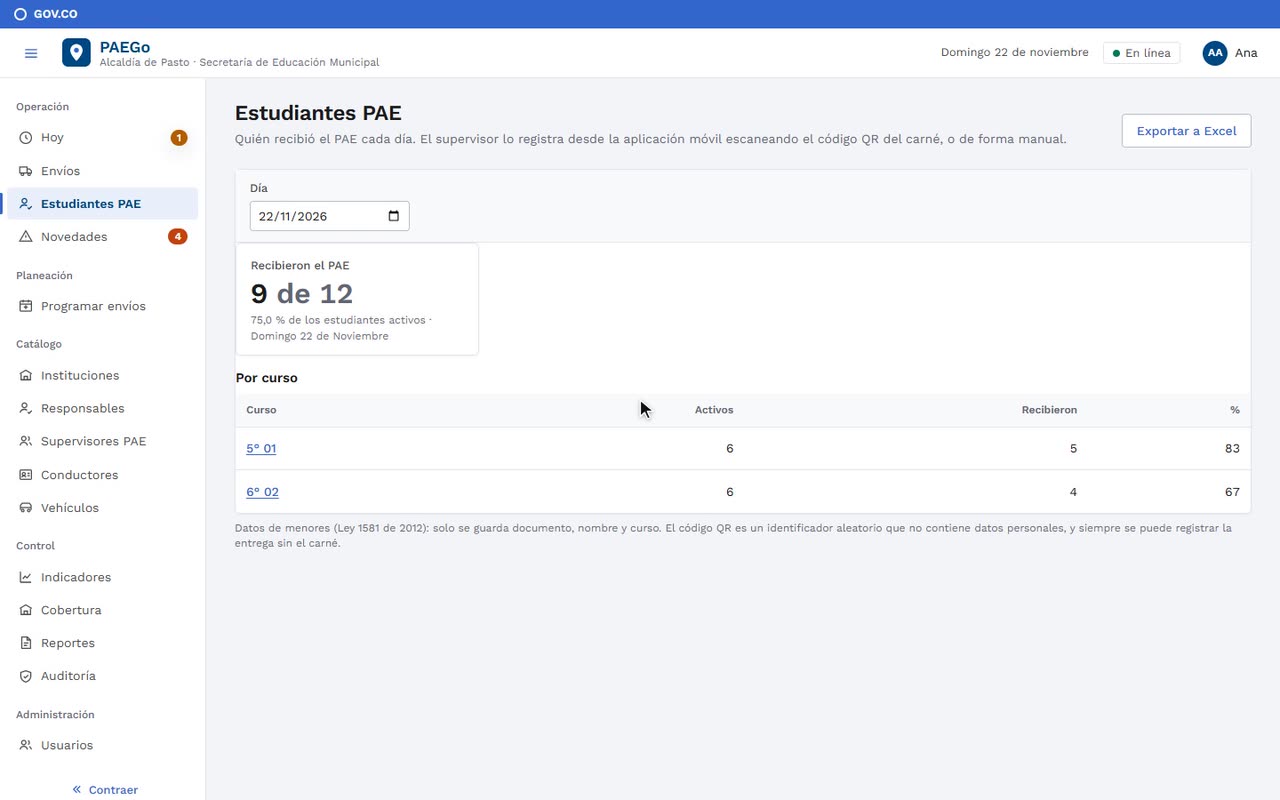 GOV.CO
PAEGo
Alcaldía de Pasto · Secretaría de Educación Municipal
Domingo 22 de noviembre
En línea
AA
Ana
Operación
Hoy
1
Envíos
Estudiantes PAE
Novedades
4
Planeación
Programar envíos
Catálogo
Instituciones
Responsables
Supervisores PAE
Conductores
Vehículos
Control
Indicadores
Cobertura
Reportes
Auditoría
Administración
Usuarios
Contraer
Estudiantes PAE
Quién recibió el PAE cada día. El supervisor lo registra desde la aplicación móvil escaneando el código QR del carné, o de forma manual.
Exportar a Excel
Día
22/11/2026
Recibieron el PAE
9 de 12
75,0 % de los estudiantes activos ·
Domingo 22 de Noviembre
Por curso
Curso Activos Recibieron %
5° 01 6 5 83
6° 02 6 4 67
Datos de menores (Ley 1581 de 2012): solo se guarda documento, nombre y curso. El código QR es un identificador aleatorio que no contiene datos personales, y siempre se puede registrar la
entrega sin el carné.